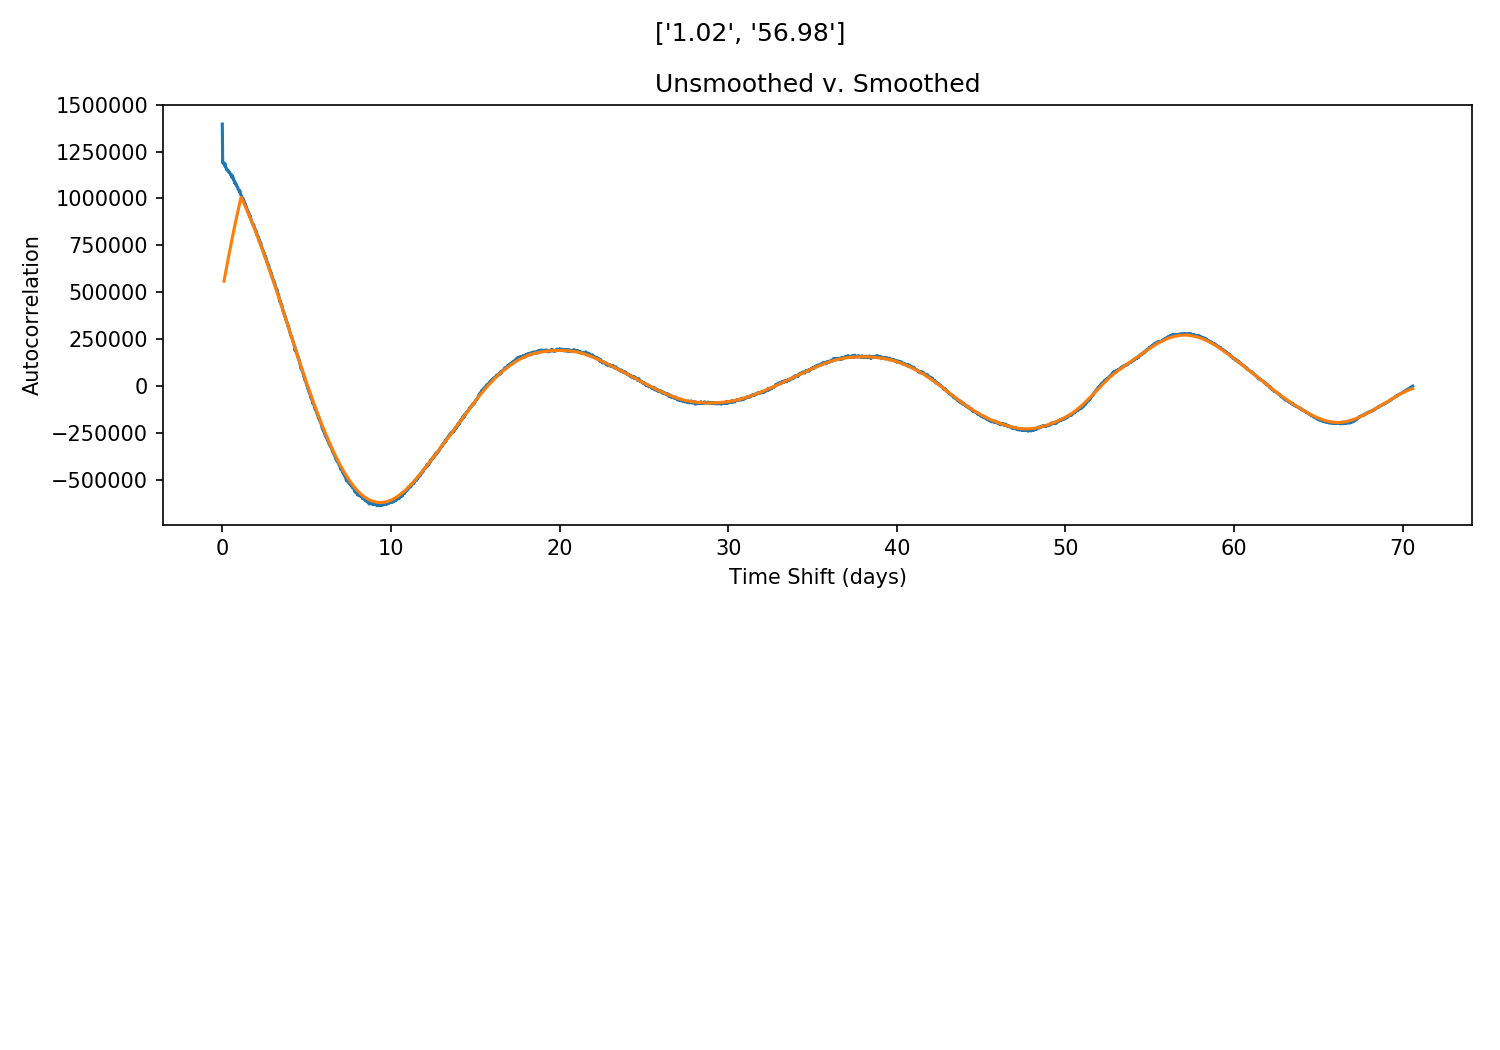 ['1.02', '56.98']
Unsmoothed v. Smoothed
1500000
1250000
1000000
750000
500000
250000
0
−250000
−500000
Autocorrelation
0 10 20 30 40 50 60 70
Time Shift (days)